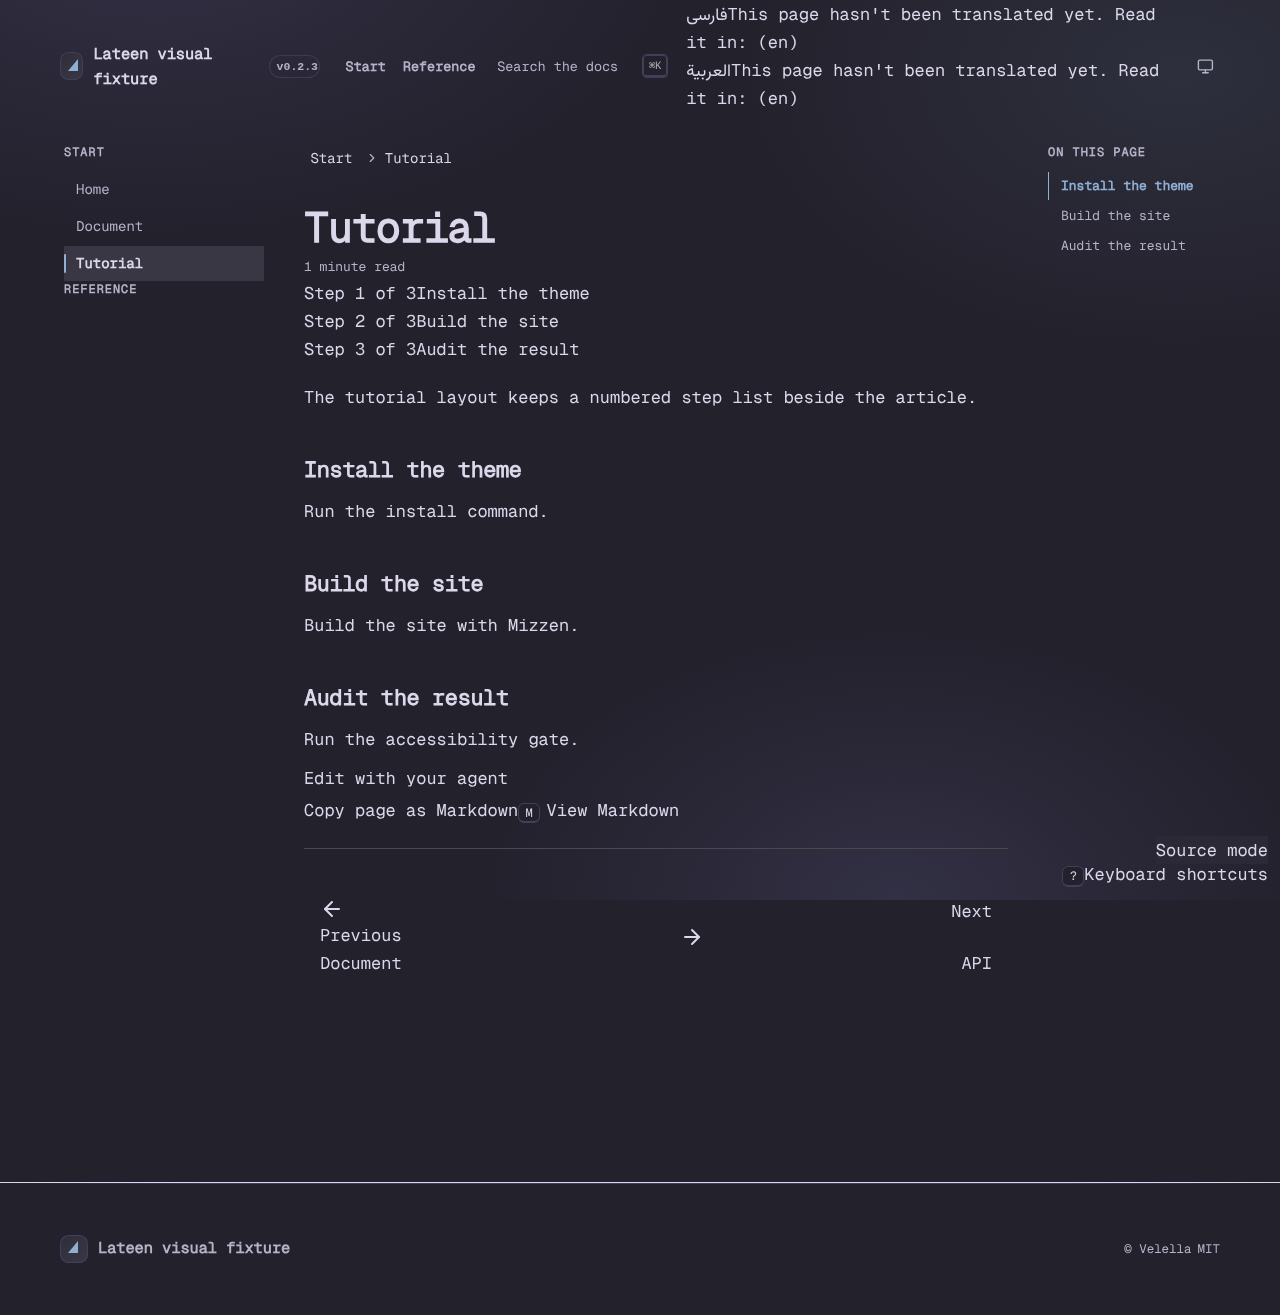 Lateen visual
fixture
v0.2.3
Start
Reference
Search the docs
⌘K
فارسیThis page hasn't been translated yet. Read
it in: (en)
العربيةThis page hasn't been translated yet. Read
it in: (en)
START
Home
Document
Tutorial
REFERENCE
Start
Tutorial
Tutorial
1 minute read
Step 1 of 3Install the theme
Step 2 of 3Build the site
Step 3 of 3Audit the result
The tutorial layout keeps a numbered step list beside the article.
Install the theme
Run the install command.
Build the site
Build the site with Mizzen.
Audit the result
Run the accessibility gate.
Edit with your agent
Copy page as Markdown M View Markdown
ON THIS PAGE
Install the theme
Build the site
Audit the result
Source mode
? Keyboard shortcuts
Previous
Document
Next
API
Lateen visual fixture
© Velella MIT